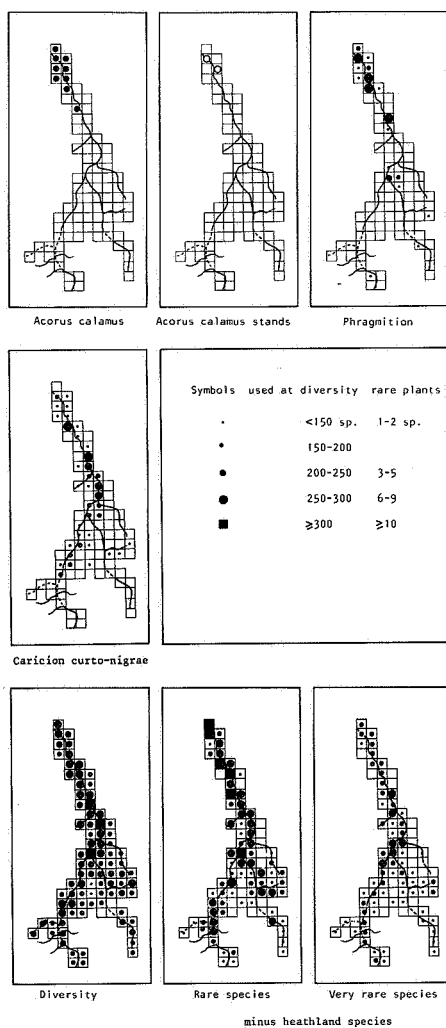 Acorus calamus Acorus calamus stands Phragmition
Symbols used at diversity rare plants
<150 sp. 1-2 sp.
150-200
200-250 3-5
250-300 6-9
≥300 ≥10
Caricion curto-nigrae
Diversity Rare species Very rare species
minus heathland species